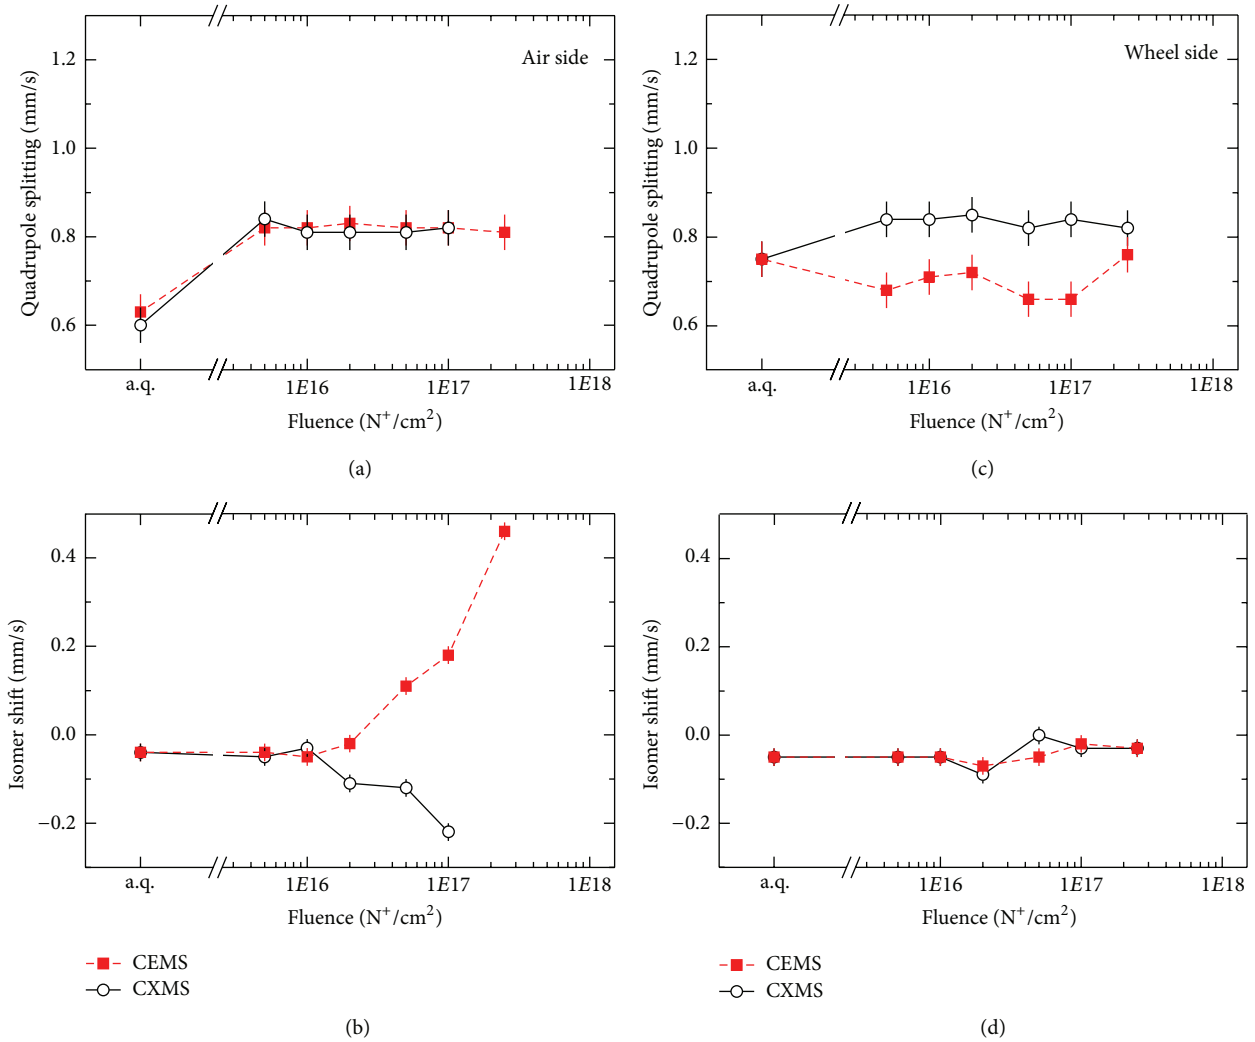 Air side
Quadrupole splitting (mm/s)
1.2
1.0
0.8
0.6
a.q.
1E16
1E17
1E18
Fluence (N⁺/cm²)
(a)
Wheel side
Quadrupole splitting (mm/s)
1.2
1.0
0.8
0.6
a.q.
1E16
1E17
1E18
Fluence (N⁺/cm²)
(c)
Isomer shift (mm/s)
0.4
0.2
0.0
−0.2
a.q.
1E16
1E17
1E18
Fluence (N⁺/cm²)
CEMS
CXMS
(b)
Isomer shift (mm/s)
0.4
0.2
0.0
−0.2
a.q.
1E16
1E17
1E18
Fluence (N⁺/cm²)
CEMS
CXMS
(d)